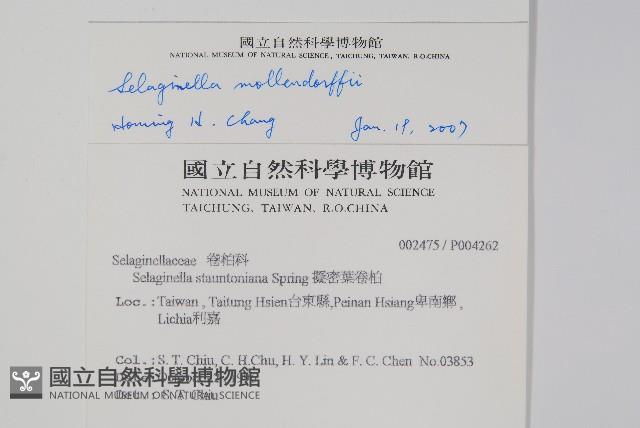 國立自然科學博物館
NATIONAL MUSEUM OF NATURAL SCIENCE, TAICHUNG, TAIWAN, R.O.CHINA
Selaginella mollendorffii
Homing H. Chang Jan. 19, 2007
國立自然科學博物館
NATIONAL MUSEUM OF NATURAL SCIENCE
TAICHUNG, TAIWAN, R.O.CHINA
002475 / P004262
Selaginellaceae 卷柏科
Selaginella stauntoniana Spring 擬密葉卷柏
Loc.:Taiwan , Taitung Hsien台東縣,Peinan Hsiang卑南鄉 ,
Lichia利嘉
Col.: S. T. Chiu, C. H.Chu, H. Y. Lin & F. C. Chen No.03853
國立自然科學博物館
NATIONAL MUSEUM OF NATURAL SCIENCE